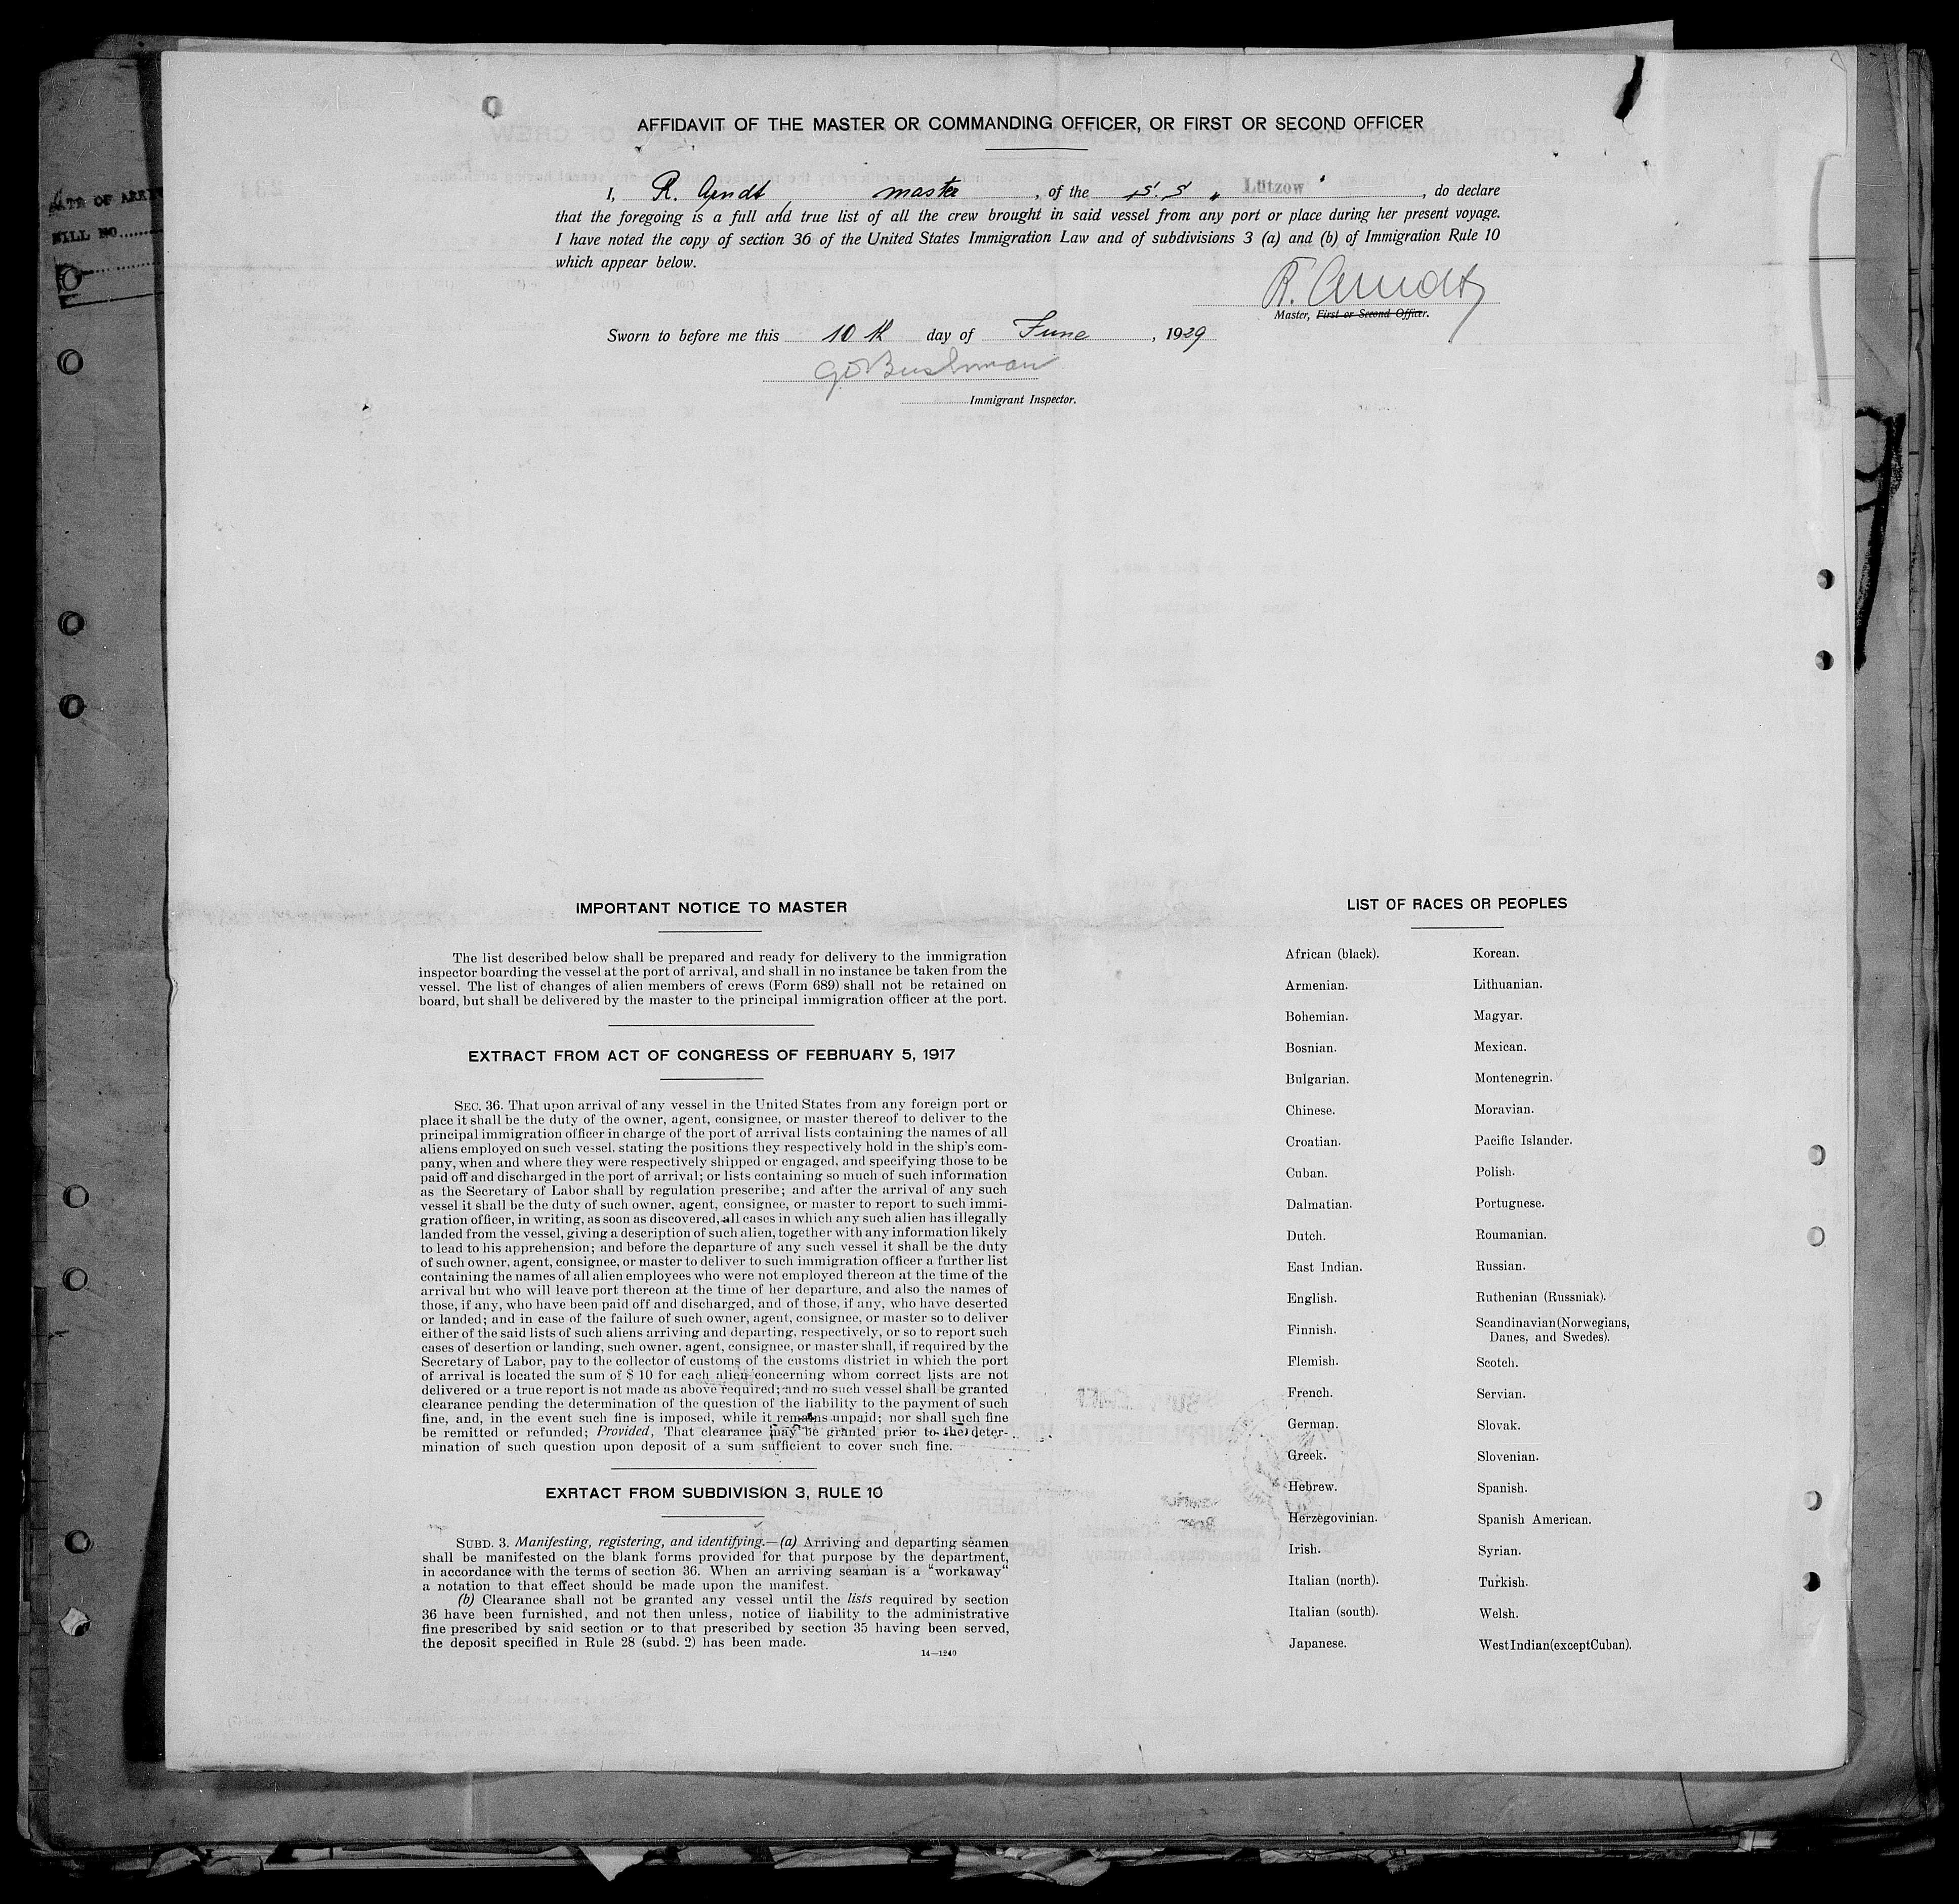 AFFIDAVIT OF THE MASTER OR COMMANDING OFFICER, OR FIRST OR SECOND OFFICER
I, R. Arndt, master, of the S.S. „ Lützow “, do declare
that the foregoing is a full and true list of all the crew brought in said vessel from any port or place during her present voyage.
I have noted the copy of section 36 of the United States Immigration Law and of subdivisions 3 (a) and (b) of Immigration Rule 10
which appear below.
R. Arndt
Master, First or Second Officer.
Sworn to before me this 10th day of June, 1929
Bushman
Immigrant Inspector.
DATE OF
BILL NO
IMPORTANT NOTICE TO MASTER
The list described below shall be prepared and ready for delivery to the immigration
inspector boarding the vessel at the port of arrival, and shall in no instance be taken from the
vessel. The list of changes of alien members of crews (Form 689) shall not be retained on
board, but shall be delivered by the master to the principal immigration officer at the port.
EXTRACT FROM ACT OF CONGRESS OF FEBRUARY 5, 1917
SEC. 36. That upon arrival of any vessel in the United States from any foreign port or
place it shall be the duty of the owner, agent, consignee, or master thereof to deliver to the
principal immigration officer in charge of the port of arrival lists containing the names of all
aliens employed on such vessel, stating the positions they respectively hold in the ship's com-
pany, when and where they were respectively shipped or engaged, and specifying those to be
paid off and discharged in the port of arrival; or lists containing so much of such information
as the Secretary of Labor shall by regulation prescribe; and after the arrival of any such
vessel it shall be the duty of such owner, agent, consignee, or master to report to such immi-
gration officer, in writing, as soon as discovered, all cases in which any such alien has illegally
landed from the vessel, giving a description of such alien, together with any information likely
to lead to his apprehension; and before the departure of any such vessel it shall be the duty
of such owner, agent, consignee, or master to deliver to such immigration officer a further list
containing the names of all alien employees who were not employed thereon at the time of the
arrival but who will leave port thereon at the time of her departure, and also the names of
those, if any, who have been paid off and discharged, and of those, if any, who have deserted
or landed; and in case of the failure of such owner, agent, consignee, or master so to deliver
either of the said lists of such aliens arriving and departing, respectively, or so to report such
cases of desertion or landing, such owner, agent, consignee, or master shall, if required by the
Secretary of Labor, pay to the collector of customs of the customs district in which the port
of arrival is located the sum of $ 10 for each alien concerning whom correct lists are not
delivered or a true report is not made as above required; and no such vessel shall be granted
clearance pending the determination of the question of the liability to the payment of such
fine, and, in the event such fine is imposed, while it remains unpaid; nor shall such fine
be remitted or refunded; Provided, That clearance may be granted prior to the deter-
mination of such question upon deposit of a sum sufficient to cover such fine.
EXRTACT FROM SUBDIVISION 3, RULE 10
SUBD. 3. Manifesting, registering, and identifying.—(a) Arriving and departing seamen
shall be manifested on the blank forms provided for that purpose by the department,
in accordance with the terms of section 36. When an arriving seaman is a “workaway“
a notation to that effect should be made upon the manifest.
(b) Clearance shall not be granted any vessel until the lists required by section
36 have been furnished, and not then unless, notice of liability to the administrative
fine prescribed by said section or to that prescribed by section 35 having been served,
the deposit specified in Rule 28 (subd. 2) has been made.
14—1240
LIST OF RACES OR PEOPLES
African (black). Korean.
Armenian. Lithuanian.
Bohemian. Magyar.
Bosnian. Mexican.
Bulgarian. Montenegrin.
Chinese. Moravian.
Croatian. Pacific Islander.
Cuban. Polish.
Dalmatian. Portuguese.
Dutch. Roumanian.
East Indian. Russian.
English. Ruthenian (Russniak).
Finnish. Scandinavian (Norwegians,
Danes, and Swedes).
Flemish. Scotch.
French. Servian.
German. Slovak.
Greek. Slovenian.
Hebrew. Spanish.
Herzegovinian. Spanish American.
Irish. Syrian.
Italian (north). Turkish.
Italian (south). Welsh.
Japanese. West Indian (except Cuban).